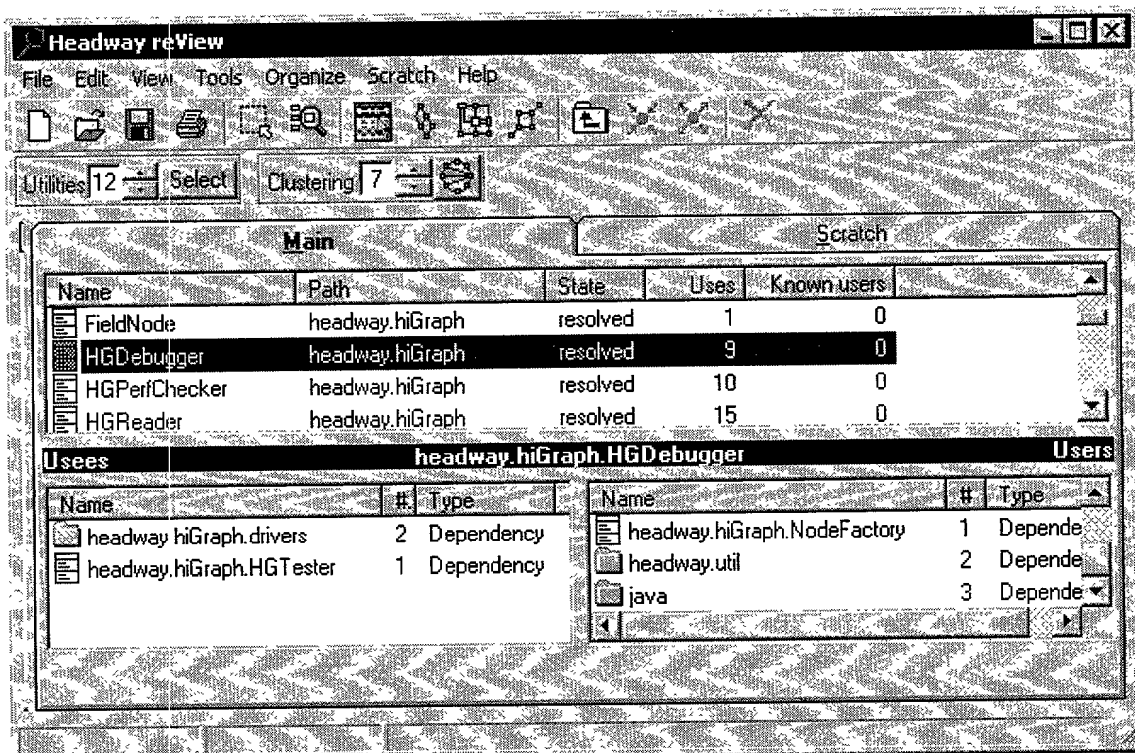 Headway reView
File Edit View Tools Organize Scratch Help
Utilities 12 Select Clustering 7
Main Scratch
Name Path State Uses Known users
FieldNode headway.hiGraph resolved 1 0
HGDebugger headway.hiGraph resolved 9 0
HGPerfChecker headway.hiGraph resolved 10 0
HGReader headway.hiGraph resolved 15 0
Usees headway.hiGraph.HGDebugger Users
Name # Type Name # Type
headway hiGraph.drivers 2 Dependency headway.hiGraph.NodeFactory 1 Depende
headway.hiGraph.HGTester 1 Dependency headway.util 2 Depende
java 3 Depende